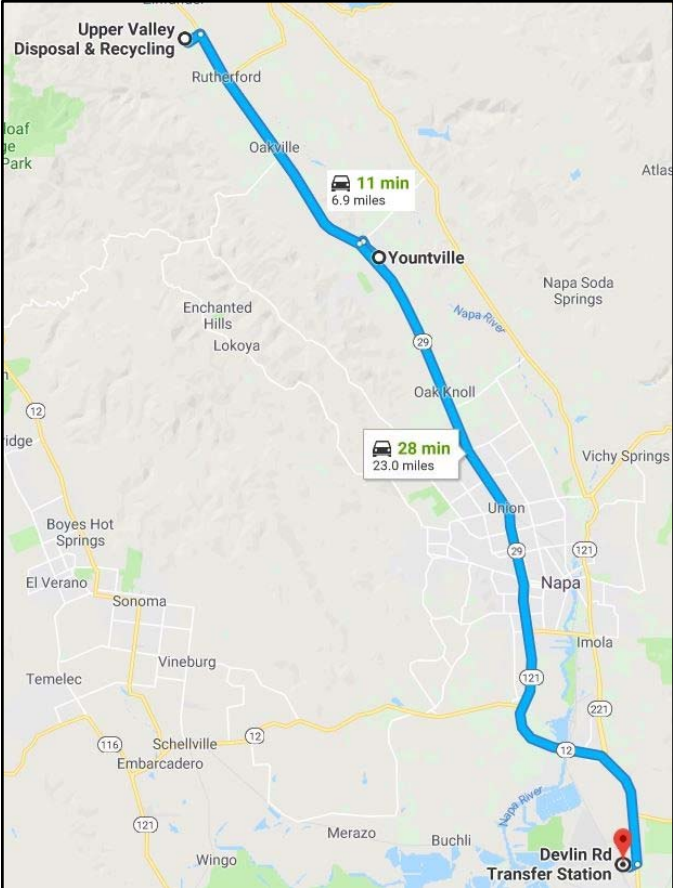 Upper Valley
Disposal & Recycling
Rutherford
loaf
ge
Park
Oakville
11 min
6.9 miles
Atlas
Yountville
Napa Soda
Springs
Enchanted
Hills
Lokoya
Napa River
29
Oak Knoll
12
idge
28 min
23.0 miles
Vichy Springs
Union
Boyes Hot
Springs
29
121
El Verano
Napa
Sonoma
Imola
Vineburg
Temelec
121
221
116
Schellville
12
12
Embarcadero
Napa River
121
Merazo
Buchli
Wingo
Devlin Rd
Transfer Station